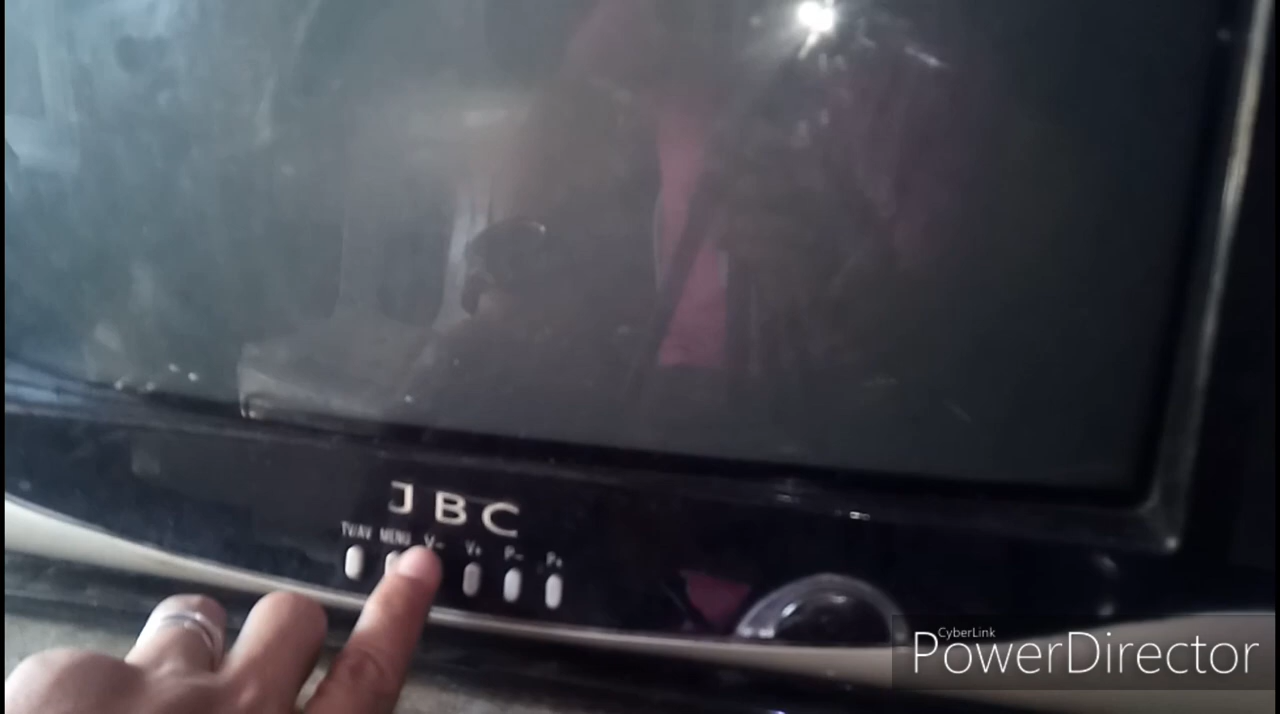 JBC
TV/AV MENU V- V+ P- P+
CyberLink
PowerDirector